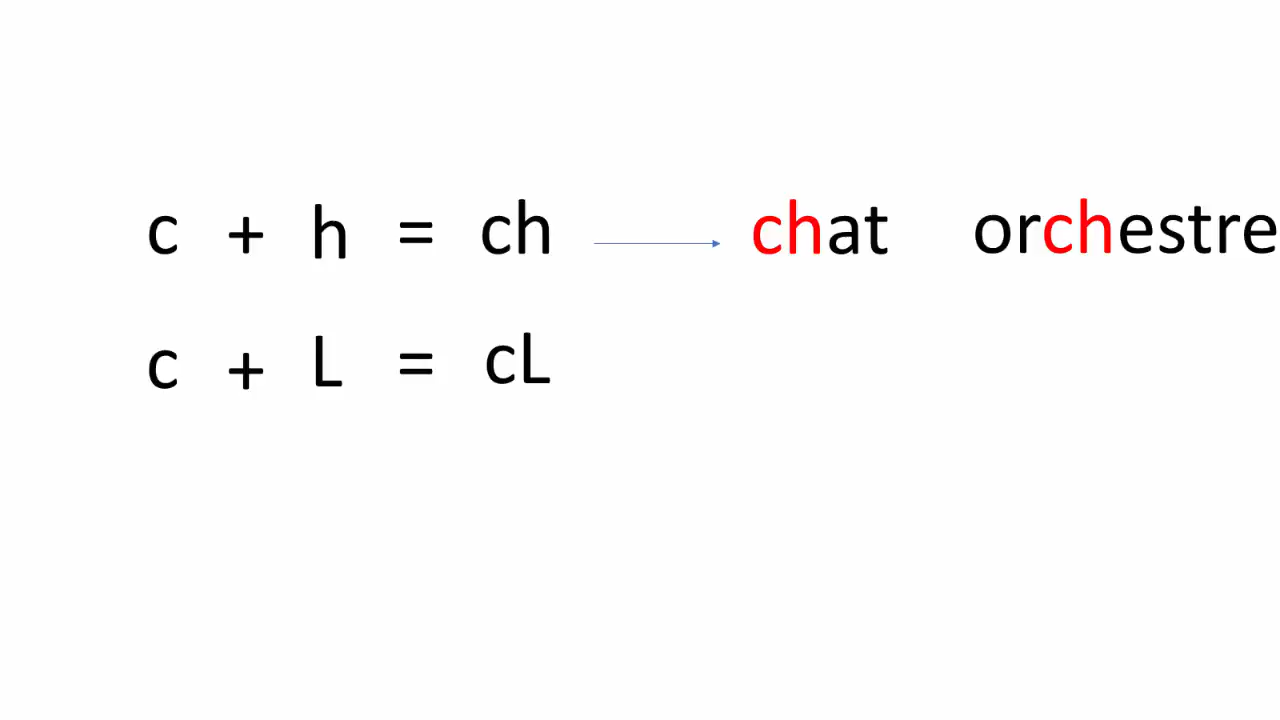 c + h = ch chat orchestre
c + L = cL